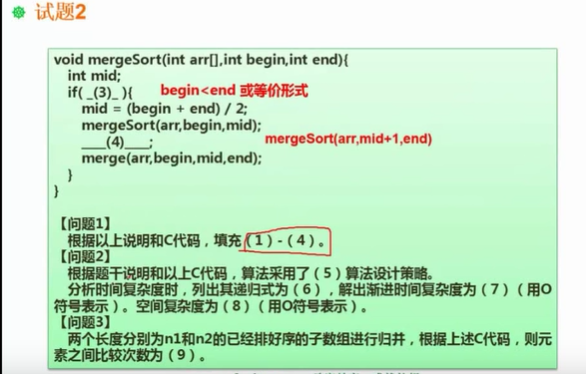 试题2
void mergeSort(int arr[],int begin,int end){
int mid;
if( _(3)_ ){ begin<end 或等价形式
mid = (begin + end) / 2;
mergeSort(arr,begin,mid);
___(4)___; mergeSort(arr,mid+1,end)
merge(arr,begin,mid,end);
}
}
【问题1】
根据以上说明和C代码，填充（1）-（4）。
【问题2】
根据题干说明和以上C代码，算法采用了（5）算法设计策略。
分析时间复杂度时，列出其递归式为（6），解出渐进时间复杂度为（7）（用O
符号表示）。空间复杂度为（8）（用O符号表示）。
【问题3】
两个长度分别为n1和n2的已经排好序的子数组进行归并，根据上述C代码，则元
素之间比较次数为（9）。